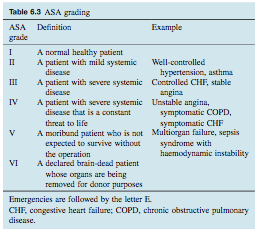 Table 6.3 ASA grading
ASA Definition Example
grade
I A normal healthy patient
II A patient with mild systemic Well-controlled
disease hypertension, asthma
III A patient with severe systemic Controlled CHF, stable
disease angina
IV A patient with severe systemic Unstable angina,
disease that is a constant symptomatic COPD,
threat to life symptomatic CHF
V A moribund patient who is not Multiorgan failure, sepsis
expected to survive without syndrome with
the operation haemodynamic instability
VI A declared brain-dead patient
whose organs are being
removed for donor purposes
Emergencies are followed by the letter E.
CHF, congestive heart failure; COPD, chronic obstructive pulmonary
disease.